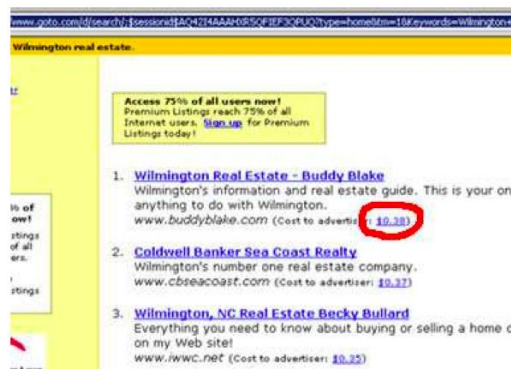 www.goto.com/d/search/;$sessionid$AQ42I4AAAHXRSQFIEF3QPUQ?type=home&tm=1&Keywords=Wilmington+
Wilmington real estate.
Access 75% of all users now!
Premium Listings reach 75% of all
Internet users. Sign up for Premium
Listings today!
1. Wilmington Real Estate - Buddy Blake
Wilmington's information and real estate guide. This is your on
anything to do with Wilmington.
www.buddyblake.com (Cost to advertiser: $0.38)
% of
ow!
stings
of all
ers.
stings
2. Coldwell Banker Sea Coast Realty
Wilmington's number one real estate company.
www.cbseacoast.com (Cost to advertiser: $0.37)
3. Wilmington, NC Real Estate Becky Bullard
Everything you need to know about buying or selling a home o
on my Web site!
www.iwwc.net (Cost to advertiser: $0.35)